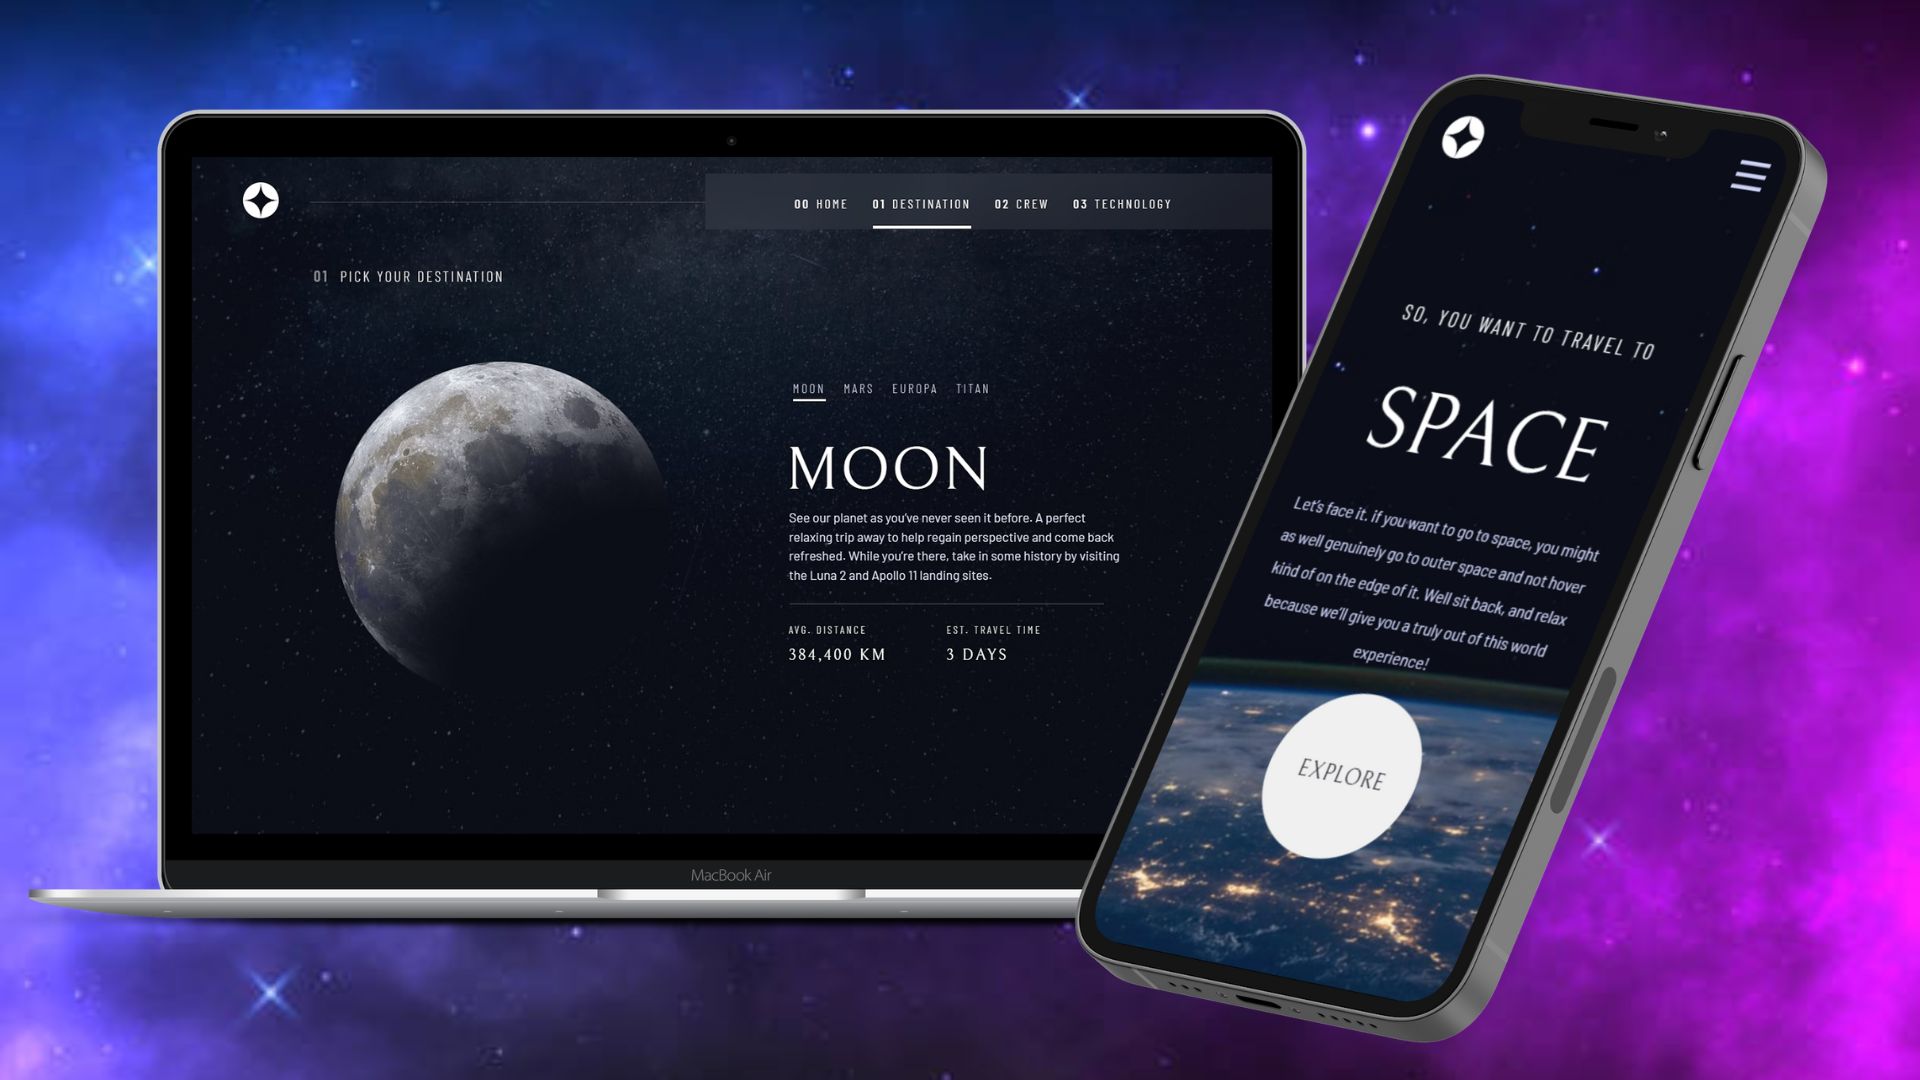 00 HOME 01 DESTINATION 02 CREW 03 TECHNOLOGY
01 PICK YOUR DESTINATION
MOON MARS EUROPA TITAN
MOON
See our planet as you've never seen it before. A perfect
relaxing trip away to help regain perspective and come back
refreshed. While you're there, take in some history by visiting
the Luna 2 and Apollo 11 landing sites.
AVG. DISTANCE EST. TRAVEL TIME
384,400 KM 3 DAYS
MacBook Air
SO, YOU WANT TO TRAVEL TO
SPACE
Let's face it. if you want to go to space, you might
as well genuinely go to outer space and not hover
kind of on the edge of it. Well sit back, and relax
because we'll give you a truly out of this world
experience!
EXPLORE